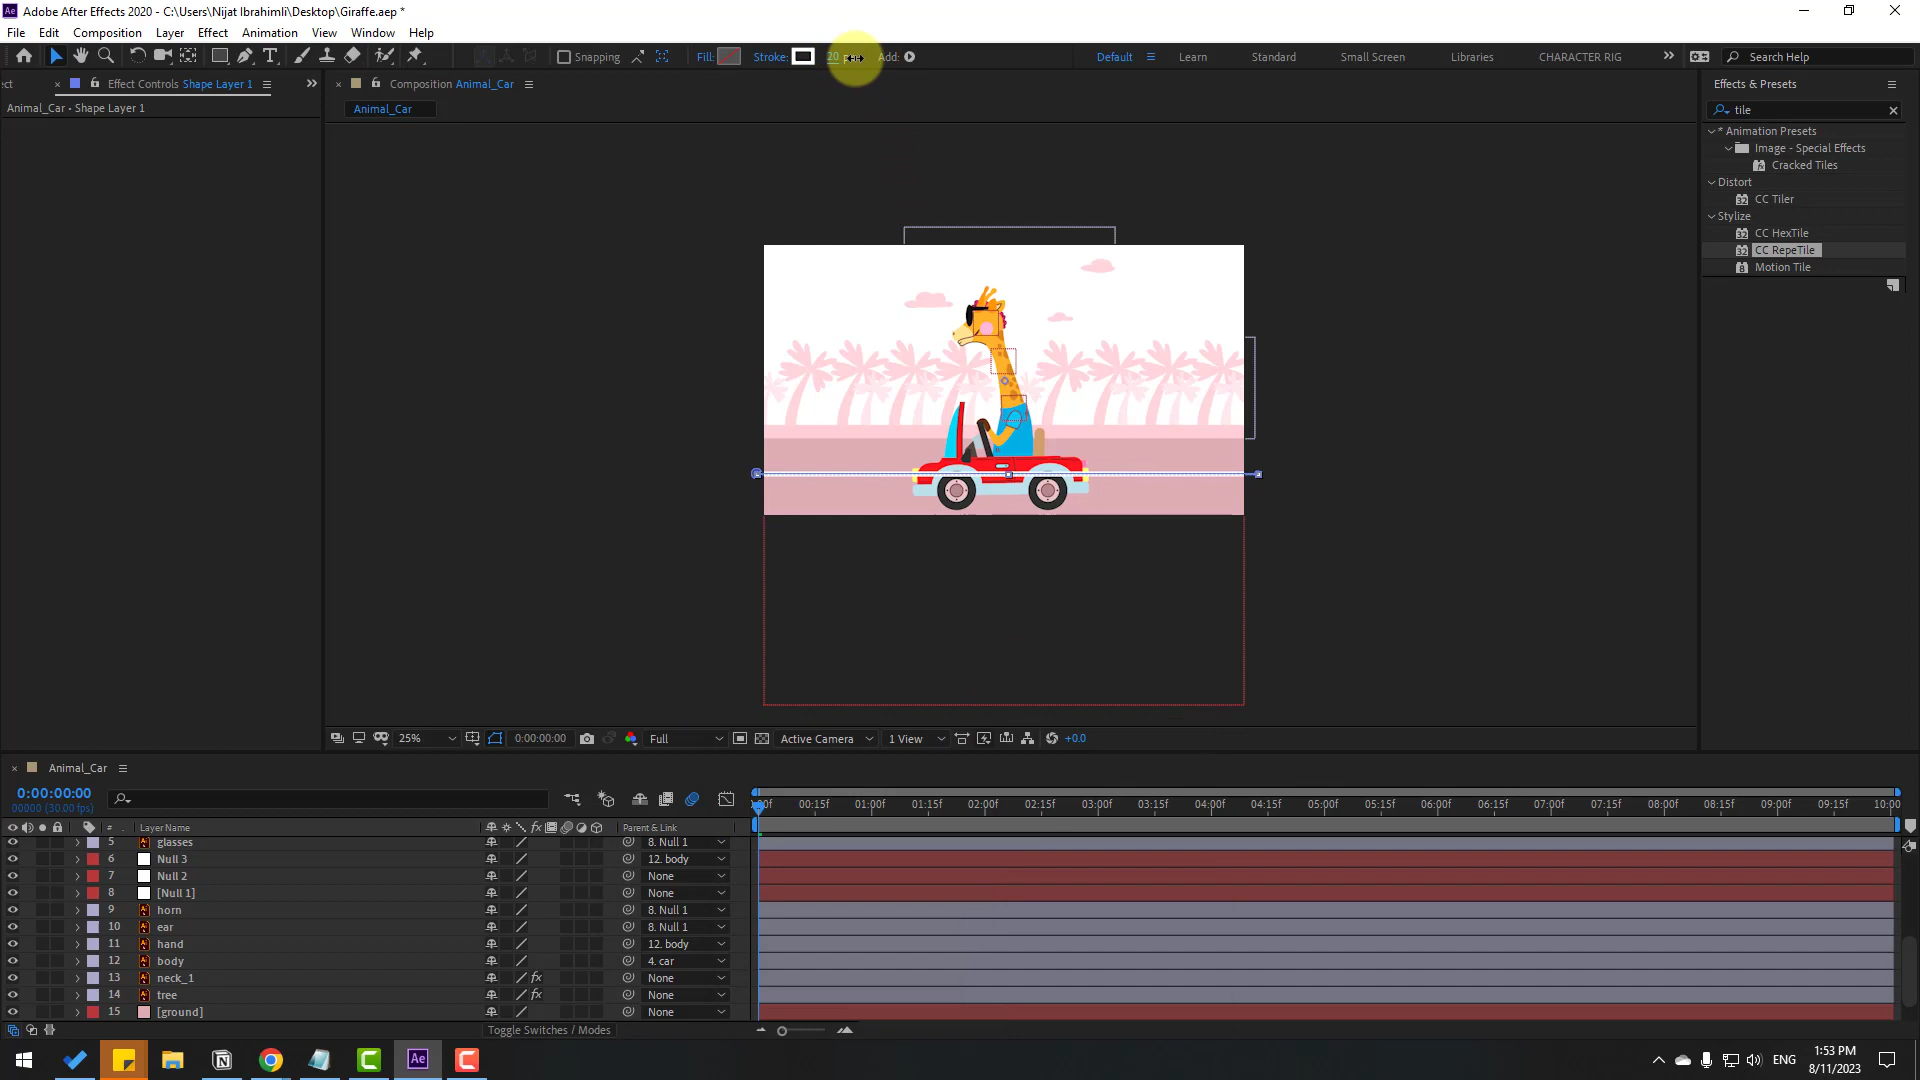 Adobe After Effects 2020 - C:\Users\Nijat Ibrahimli\Desktop\Giraffe.aep *
File Edit Composition Layer Effect Animation View Window Help
Snapping Fill: Stroke: 20 Add: Default Learn Standard Small Screen Libraries CHARACTER RIG Search Help
Effect Controls Shape Layer 1
Composition Animal_Car
Effects & Presets
Animal_Car • Shape Layer 1
Animal_Car
tile
* Animation Presets
Image - Special Effects
Cracked Tiles
Distort
CC Tiler
Stylize
CC HexTile
CC RepeTile
Motion Tile
25% 0:00:00:00 Full Active Camera 1 View +0.0
Animal_Car
0:00:00:00
00000 (30.00 fps)
00:15f 01:00f 01:15f 02:00f 02:15f 03:00f 03:15f 04:00f 04:15f 05:00f 05:15f 06:00f 06:15f 07:00f 07:15f 08:00f 08:15f 09:00f 09:15f 10:00
# Layer Name fx Parent & Link
5 glasses 8. Null 1
6 Null 3 12. body
7 Null 2 None
8 [Null 1] None
9 horn 8. Null 1
10 ear 8. Null 1
11 hand 12. body
12 body 4. car
13 neck_1 fx None
14 tree fx None
15 [ground] None
Toggle Switches / Modes
Ae
ENG
1:53 PM
8/11/2023